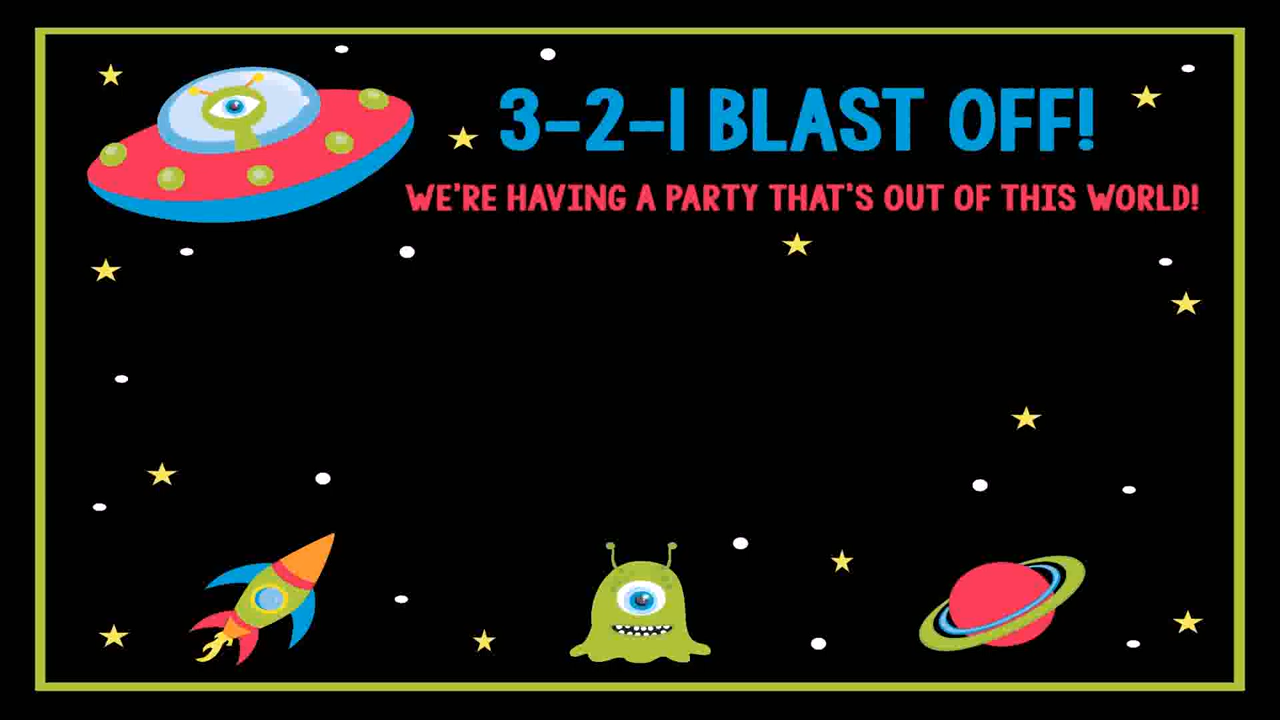 3-2-1 BLAST OFF!
WE'RE HAVING A PARTY THAT'S OUT OF THIS WORLD!